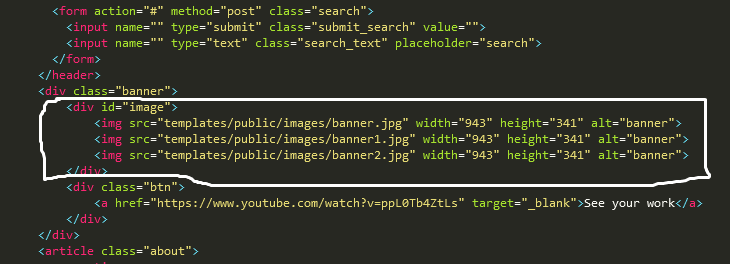 <form action="#" method="post" class="search">
<input name="" type="submit" class="submit_search" value="">
<input name="" type="text" class="search_text" placeholder="search">
</form>
</header>
<div class="banner">
<div id="image">
<img src="templates/public/images/banner.jpg" width="943" height="341" alt="banner">
<img src="templates/public/images/banner1.jpg" width="943" height="341" alt="banner">
<img src="templates/public/images/banner2.jpg" width="943" height="341" alt="banner">
</div>
<div class="btn">
<a href="https://www.youtube.com/watch?v=ppL0Tb4ZtLs" target="_blank">See your work</a>
</div>
</div>
<article class="about">